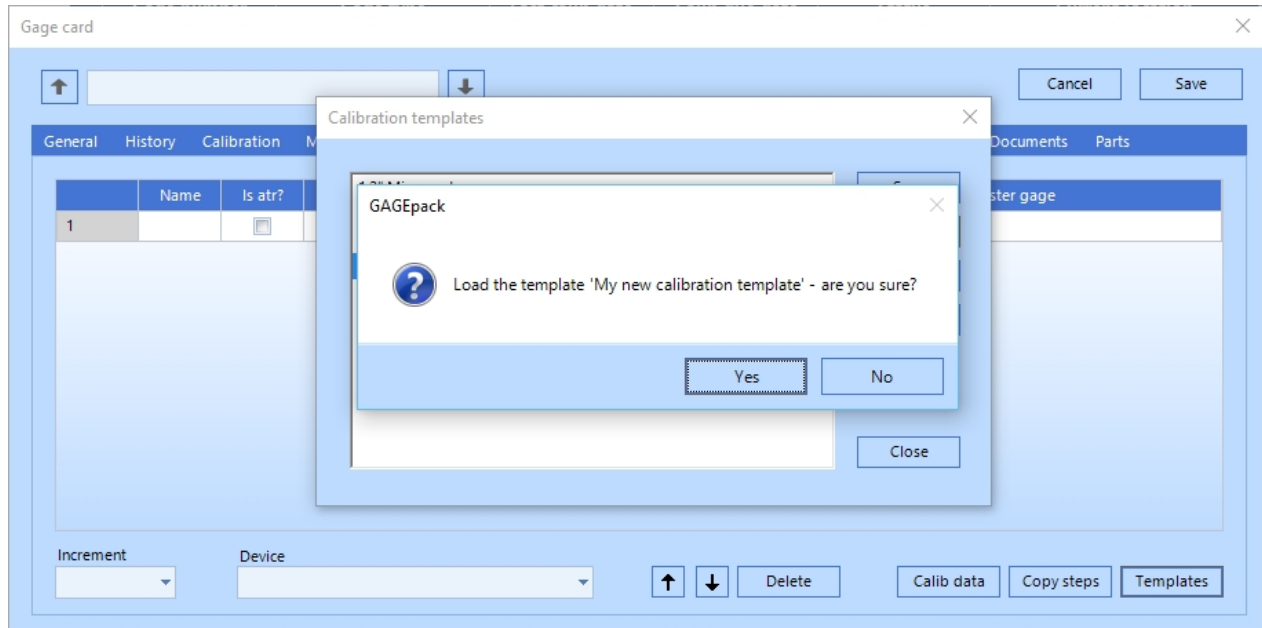 Gage card
Cancel Save
Calibration templates
General History Calibration Documents Parts
Name Is atr? gage
GAGEpack
1
Load the template 'My new calibration template' - are you sure?
Yes No
Close
Increment Device
Delete Calib data Copy steps Templates